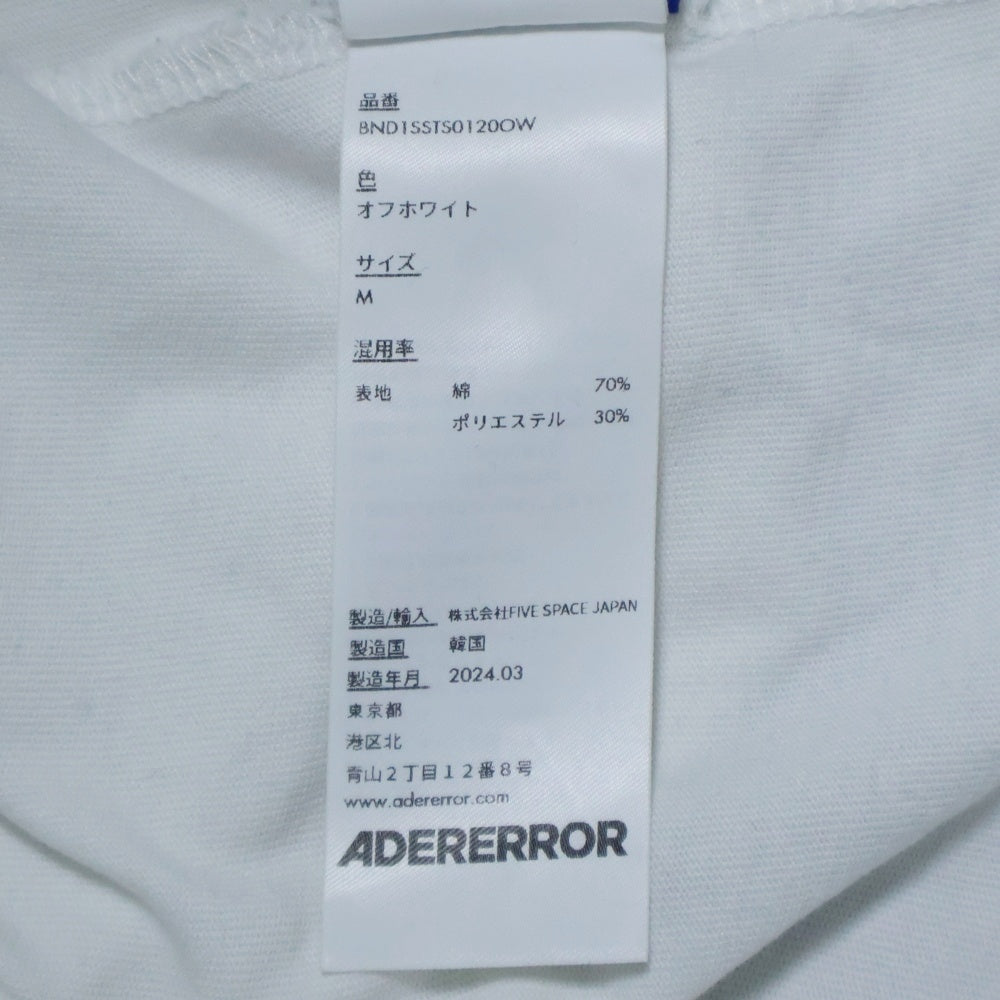 品番
BND1SSTS0120OW
色
オフホワイト
サイズ
M
混用率
表地 綿 70%
ポリエステル 30%
製造/輸入 株式会社FIVE SPACE JAPAN
製造国 韓国
製造年月 2024.03
東京都
港区北
青山2丁目12番8号
www.adererror.com
ADERERROR